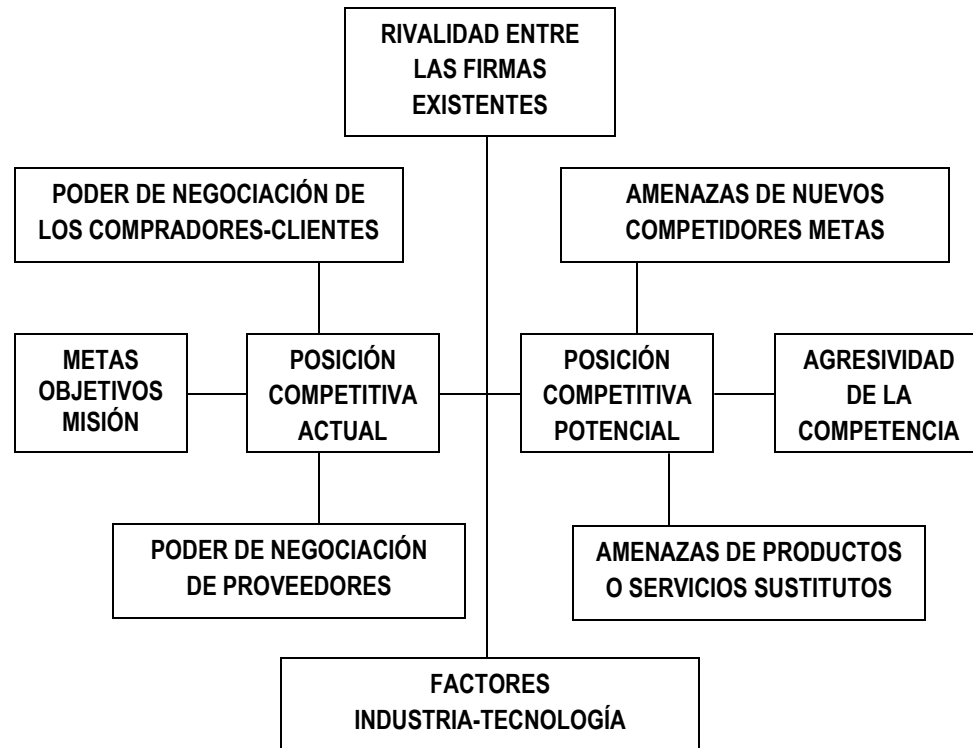 RIVALIDAD ENTRE
LAS FIRMAS
EXISTENTES
PODER DE NEGOCIACIÓN DE
LOS COMPRADORES-CLIENTES
AMENAZAS DE NUEVOS
COMPETIDORES METAS
METAS
OBJETIVOS
MISIÓN
POSICIÓN
COMPETITIVA
ACTUAL
POSICIÓN
COMPETITIVA
POTENCIAL
AGRESIVIDAD
DE LA
COMPETENCIA
PODER DE NEGOCIACIÓN
DE PROVEEDORES
AMENAZAS DE PRODUCTOS
O SERVICIOS SUSTITUTOS
FACTORES
INDUSTRIA-TECNOLOGÍA